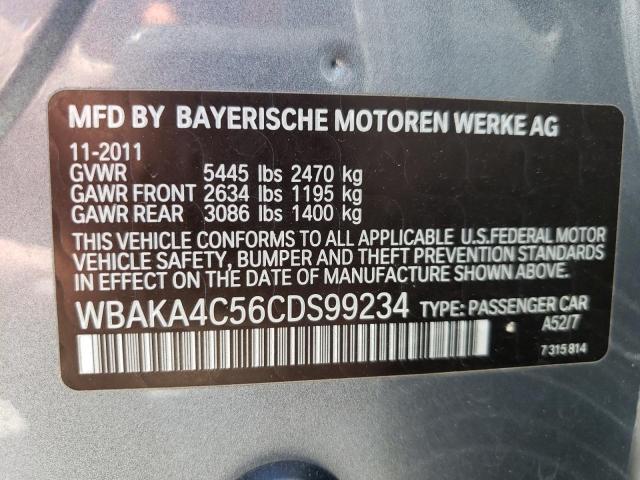 MFD BY BAYERISCHE MOTOREN WERKE AG
11-2011
GVWR 5445 lbs 2470 kg
GAWR FRONT 2634 lbs 1195 kg
GAWR REAR 3086 lbs 1400 kg
THIS VEHICLE CONFORMS TO ALL APPLICABLE U.S.FEDERAL MOTOR
VEHICLE SAFETY, BUMPER AND THEFT PREVENTION STANDARDS
IN EFFECT ON THE DATE OF MANUFACTURE SHOWN ABOVE.
WBAKA4C56CDS99234 TYPE: PASSENGER CAR
A52/7
7 315 814